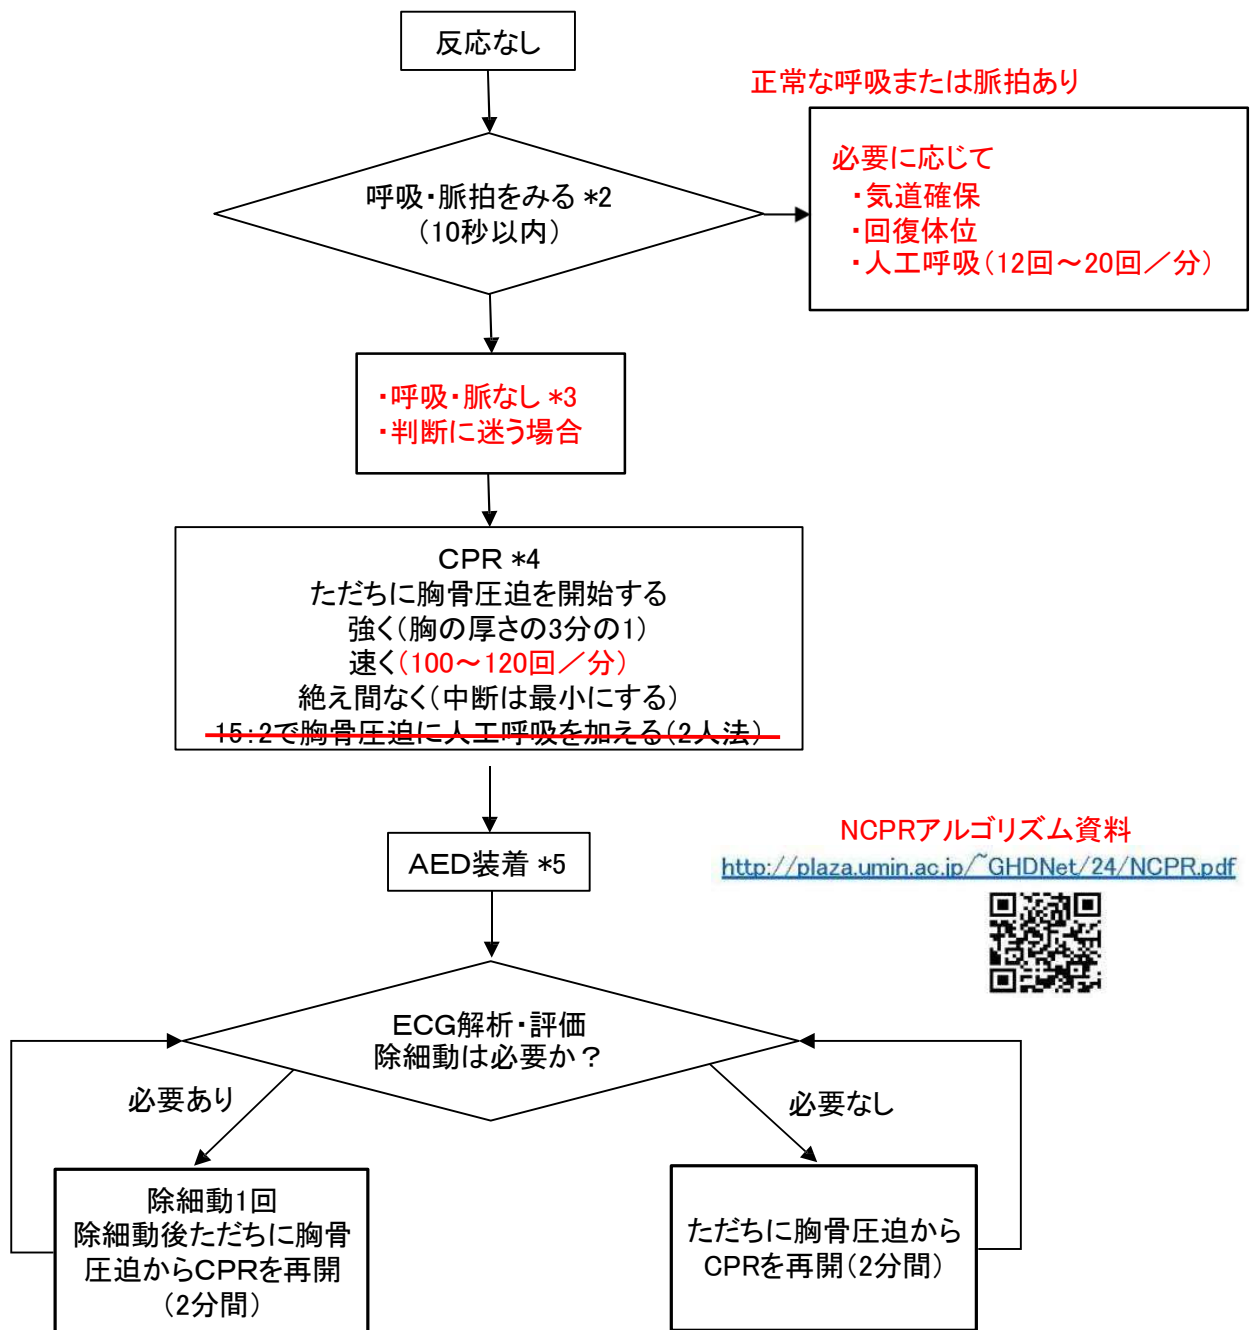 反応なし
正常な呼吸または脈拍あり
呼吸・脈拍をみる *2
(10秒以内)
必要に応じて
・気道確保
・回復体位
・人工呼吸(12回～20回／分)
・呼吸・脈なし *3
・判断に迷う場合
CPR *4
ただちに胸骨圧迫を開始する
強く(胸の厚さの3分の1)
速く(100～120回／分)
絶え間なく(中断は最小にする)
15:2で胸骨圧迫に人工呼吸を加える(2人法)
AED装着 *5
NCPRアルゴリズム資料
http://plaza.umin.ac.jp/~GHDNet/24/NCPR.pdf
ECG解析・評価
除細動は必要か？
必要あり
必要なし
除細動1回
除細動後ただちに胸骨
圧迫からCPRを再開
(2分間)
ただちに胸骨圧迫から
CPRを再開(2分間)